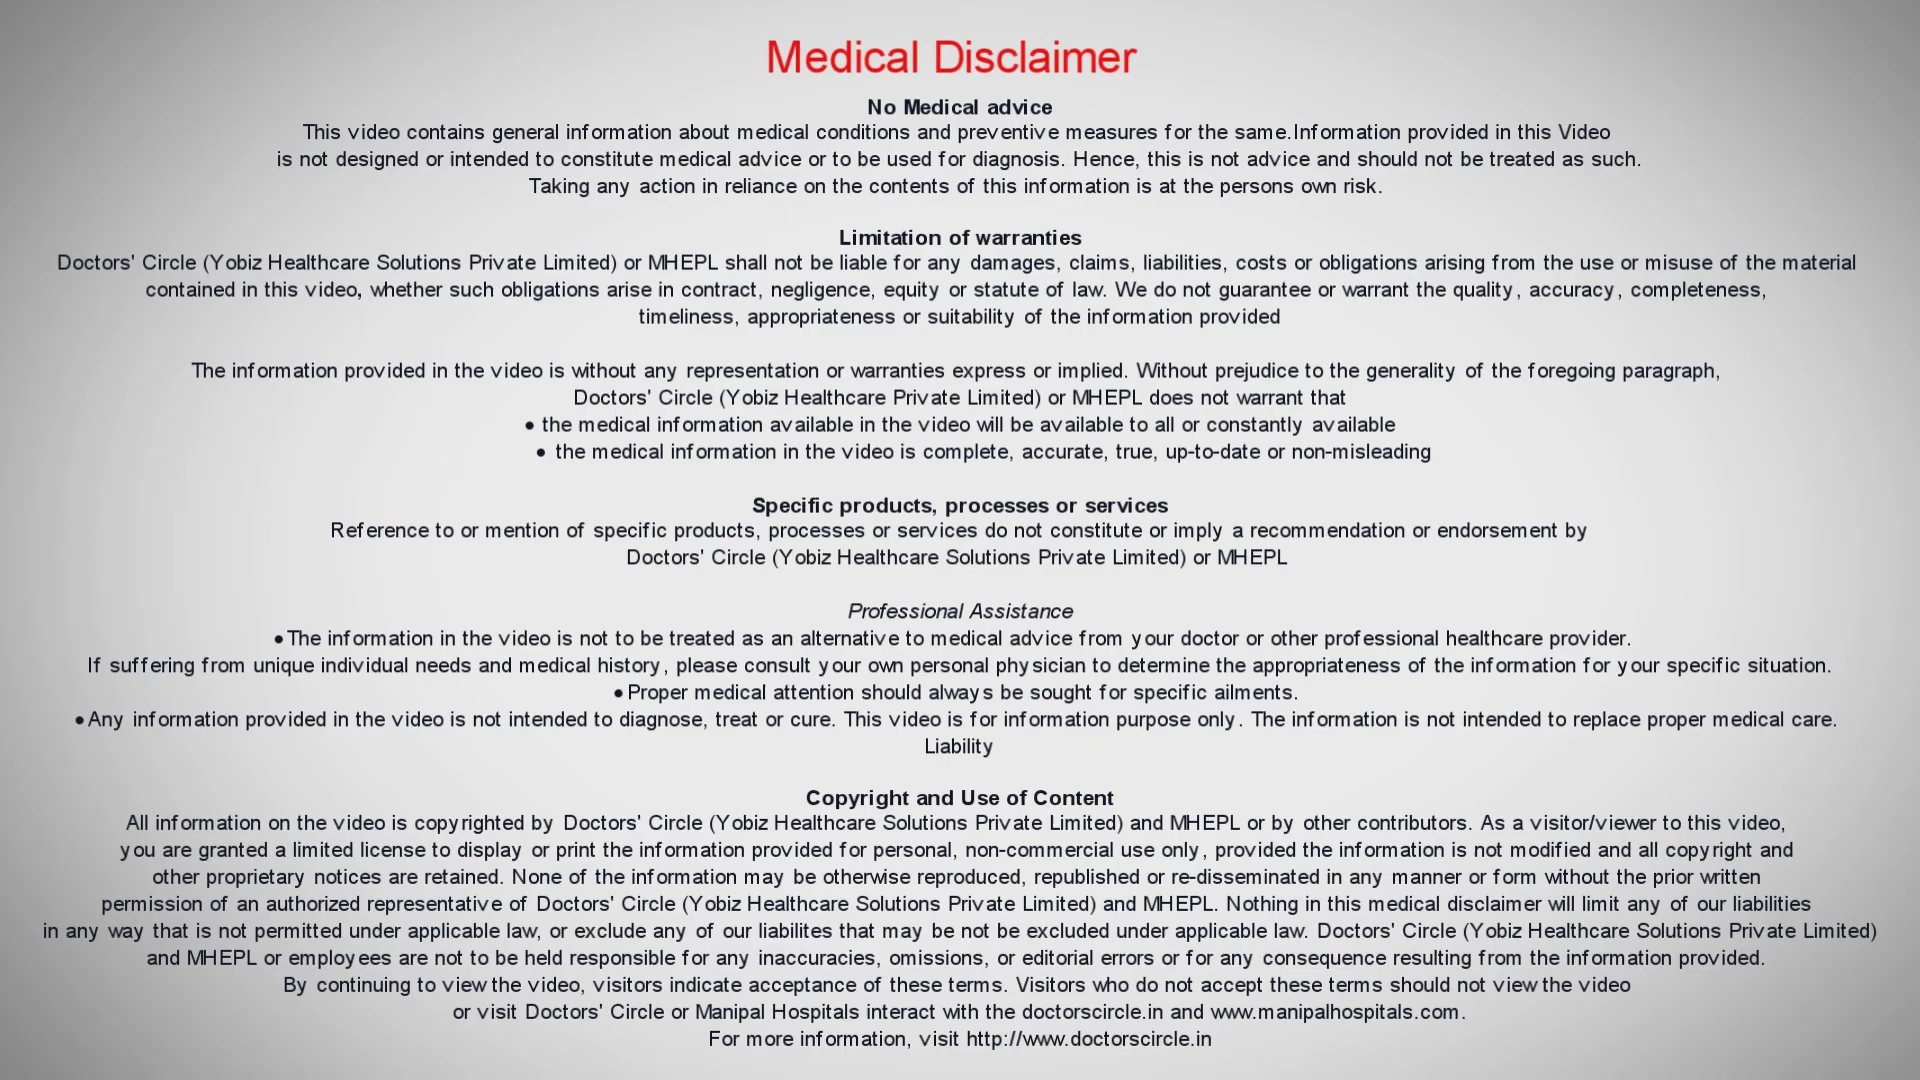 Medical Disclaimer
No Medical advice
This video contains general information about medical conditions and preventive measures for the same.Information provided in this Video
is not designed or intended to constitute medical advice or to be used for diagnosis. Hence, this is not advice and should not be treated as such.
Taking any action in reliance on the contents of this information is at the persons own risk.
Limitation of warranties
Doctors' Circle (Yobiz Healthcare Solutions Private Limited) or MHEPL shall not be liable for any damages, claims, liabilities, costs or obligations arising from the use or misuse of the material
contained in this video, whether such obligations arise in contract, negligence, equity or statute of law. We do not guarantee or warrant the quality, accuracy, completeness,
timeliness, appropriateness or suitability of the information provided
The information provided in the video is without any representation or warranties express or implied. Without prejudice to the generality of the foregoing paragraph,
Doctors' Circle (Yobiz Healthcare Private Limited) or MHEPL does not warrant that
• the medical information available in the video will be available to all or constantly available
• the medical information in the video is complete, accurate, true, up-to-date or non-misleading
Specific products, processes or services
Reference to or mention of specific products, processes or services do not constitute or imply a recommendation or endorsement by
Doctors' Circle (Yobiz Healthcare Solutions Private Limited) or MHEPL
Professional Assistance
•The information in the video is not to be treated as an alternative to medical advice from your doctor or other professional healthcare provider.
If suffering from unique individual needs and medical history, please consult your own personal physician to determine the appropriateness of the information for your specific situation.
•Proper medical attention should always be sought for specific ailments.
•Any information provided in the video is not intended to diagnose, treat or cure. This video is for information purpose only. The information is not intended to replace proper medical care.
Liability
Copyright and Use of Content
All information on the video is copyrighted by Doctors' Circle (Yobiz Healthcare Solutions Private Limited) and MHEPL or by other contributors. As a visitor/viewer to this video,
you are granted a limited license to display or print the information provided for personal, non-commercial use only, provided the information is not modified and all copyright and
other proprietary notices are retained. None of the information may be otherwise reproduced, republished or re-disseminated in any manner or form without the prior written
permission of an authorized representative of Doctors' Circle (Yobiz Healthcare Solutions Private Limited) and MHEPL. Nothing in this medical disclaimer will limit any of our liabilities
in any way that is not permitted under applicable law, or exclude any of our liabilites that may be not be excluded under applicable law. Doctors' Circle (Yobiz Healthcare Solutions Private Limited)
and MHEPL or employees are not to be held responsible for any inaccuracies, omissions, or editorial errors or for any consequence resulting from the information provided.
By continuing to view the video, visitors indicate acceptance of these terms. Visitors who do not accept these terms should not view the video
or visit Doctors' Circle or Manipal Hospitals interact with the doctorscircle.in and www.manipalhospitals.com.
For more information, visit http://www.doctorscircle.in